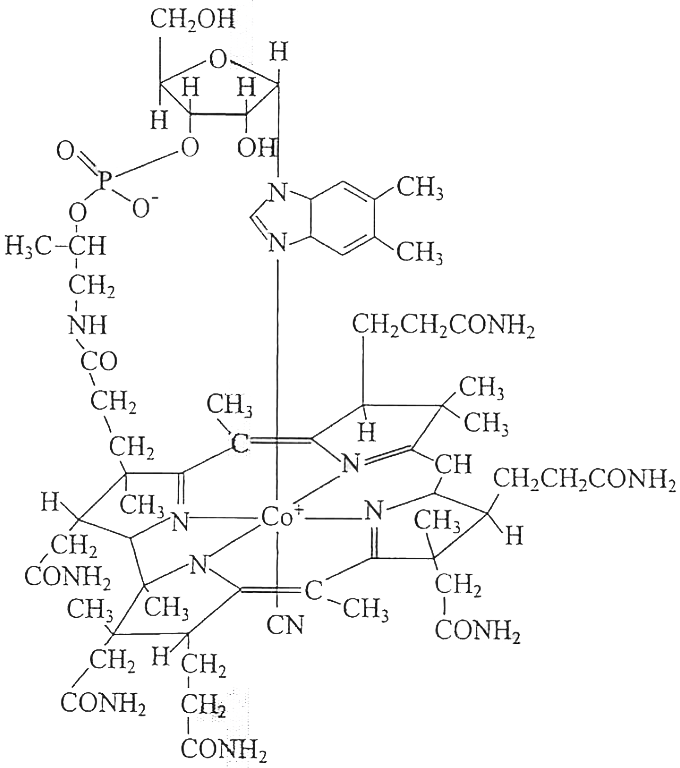 CH₂OH
O H
H H
H
O OH
O
P
O⁻
O
N CH₃
H₃C CH
N CH₃
CH₂
NH
CH₂CH₂CONH₂
CO
CH₃
CH₂ CH₃
CH₃
C H
CH₂ N CH
CH₂CH₂CONH₂
H CH₃
N Co⁺ N CH₃
H
CH₂
N
CONH₂ CH₂
CH₃ CH₃ C CH₃
CN CONH₂
CH₂ H CH₂
CONH₂ CH₂
CONH₂